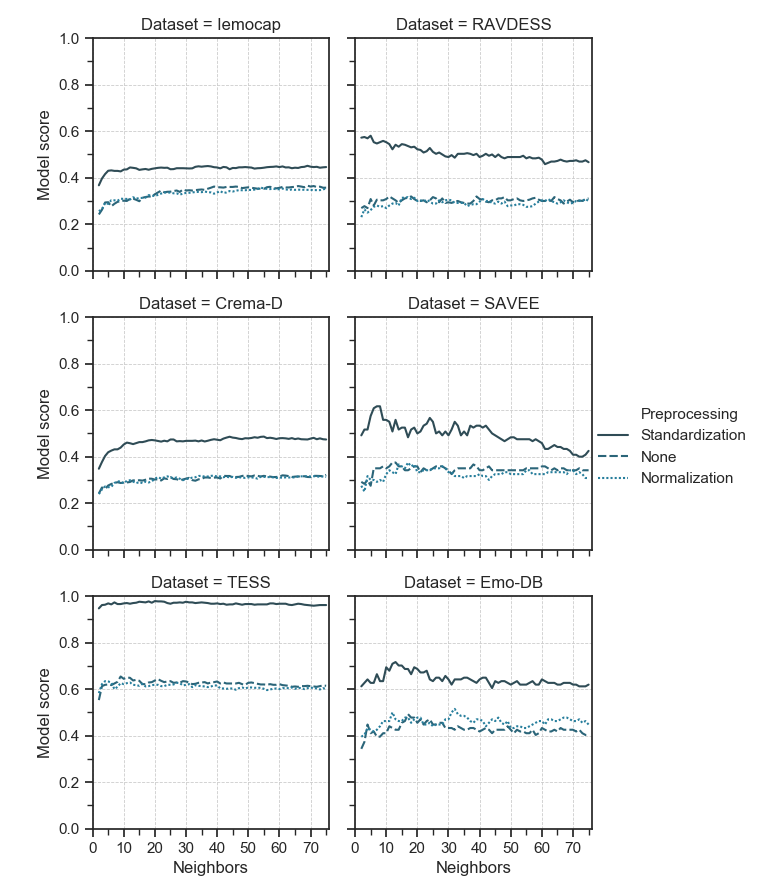 Dataset = Iemocap
Dataset = RAVDESS
1.0
0.8
0.6
0.4
0.2
0.0
Model score
Dataset = Crema-D
Dataset = SAVEE
1.0
0.8
0.6
0.4
0.2
0.0
Model score
Preprocessing
Standardization
None
Normalization
Dataset = TESS
Dataset = Emo-DB
1.0
0.8
0.6
0.4
0.2
0.0
Model score
0 10 20 30 40 50 60 70
0 10 20 30 40 50 60 70
Neighbors
Neighbors